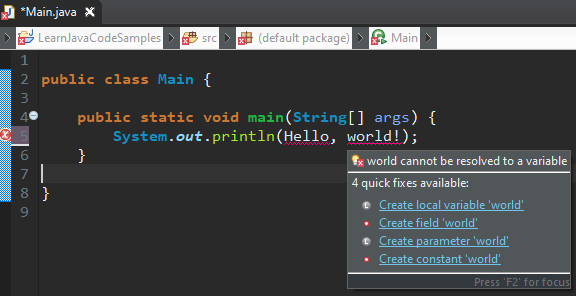 *Main.java
LearnJavaCodeSamples src (default package) Main
1
2 public class Main {
3
4 public static void main(String[] args) {
5 System.out.println(Hello, world!);
6 }
7
8 }
9
world cannot be resolved to a variable
4 quick fixes available:
Create local variable 'world'
Create field 'world'
Create parameter 'world'
Create constant 'world'
Press 'F2' for focus